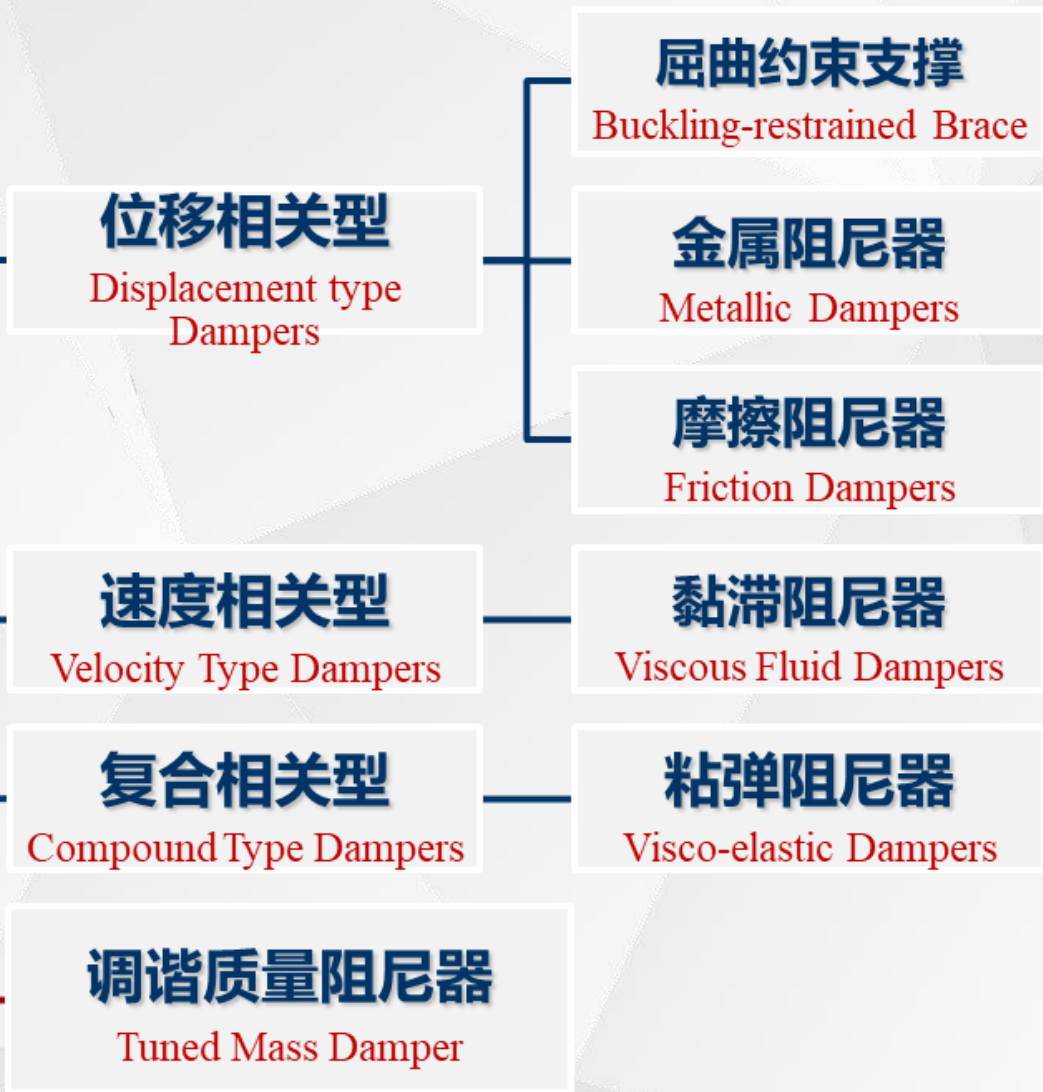 位移相关型
Displacement type
Dampers
屈曲约束支撑
Buckling-restrained Brace
金属阻尼器
Metallic Dampers
摩擦阻尼器
Friction Dampers
速度相关型
Velocity Type Dampers
黏滞阻尼器
Viscous Fluid Dampers
复合相关型
Compound Type Dampers
粘弹阻尼器
Visco-elastic Dampers
调谐质量阻尼器
Tuned Mass Damper